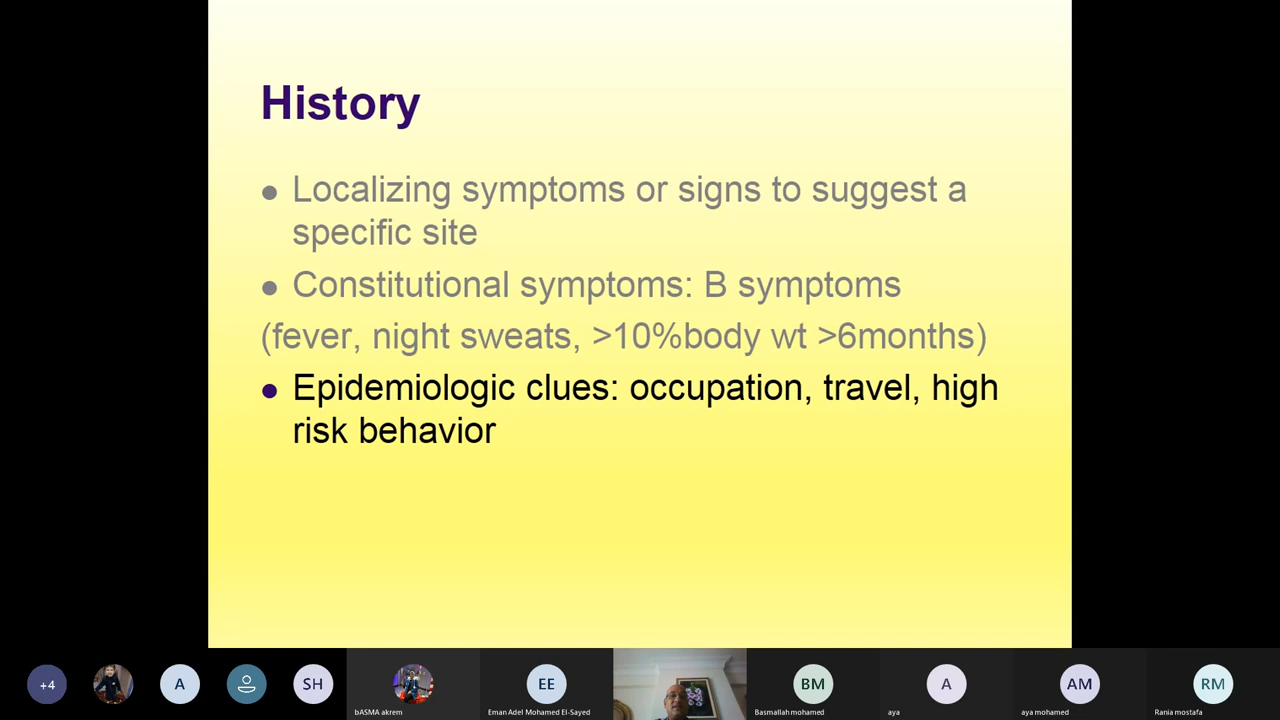 History
● Localizing symptoms or signs to suggest a
specific site
● Constitutional symptoms: B symptoms
(fever, night sweats, >10%body wt >6months)
● Epidemiologic clues: occupation, travel, high
risk behavior
+4
A
SH
bASMA akrem
EE
Eman Adel Mohamed El-Sayed
BM
Basmallah mohamed
A
aya
AM
aya mohamed
RM
Rania mostafa